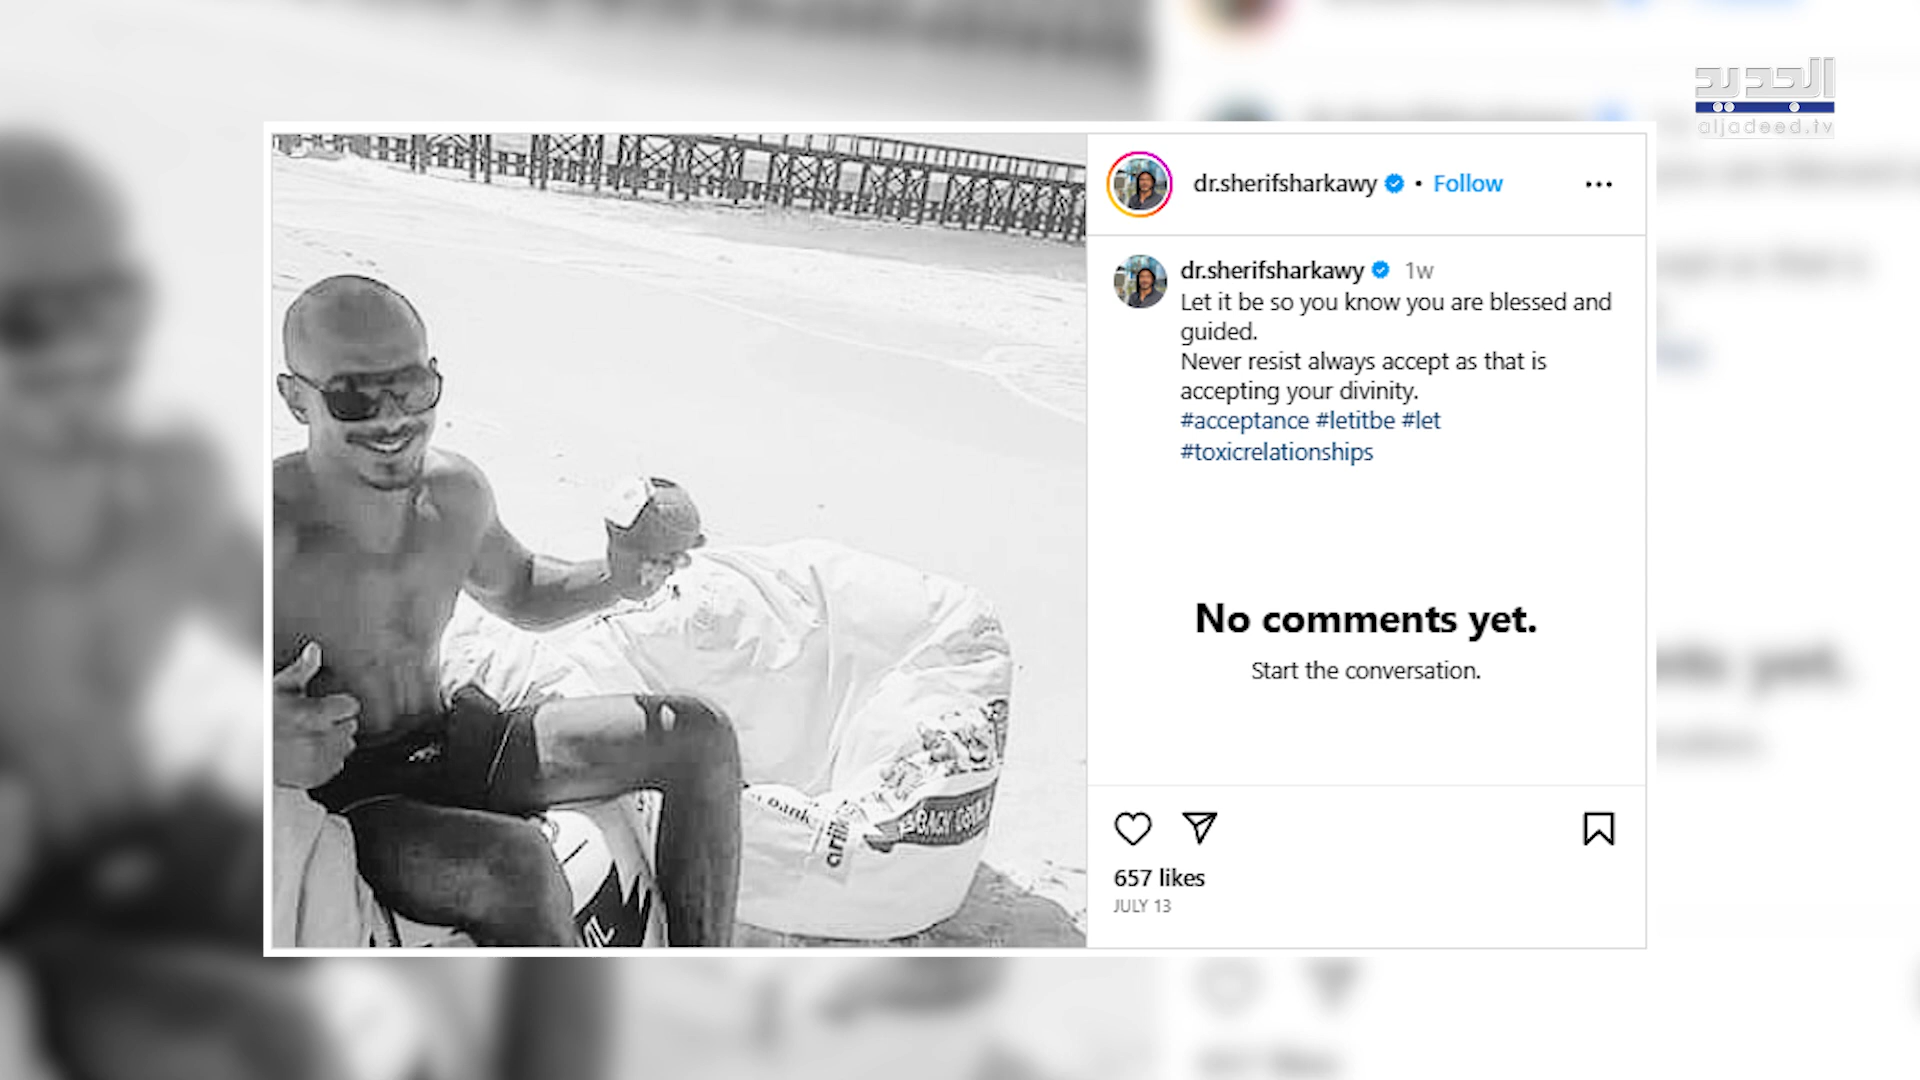 الجديد
aljadeed.tv
dr.sherifsharkawy • Follow
dr.sherifsharkawy 1w
Let it be so you know you are blessed and
guided.
Never resist always accept as that is
accepting your divinity.
#acceptance #letitbe #let
#toxicrelationships
No comments yet.
Start the conversation.
657 likes
JULY 13